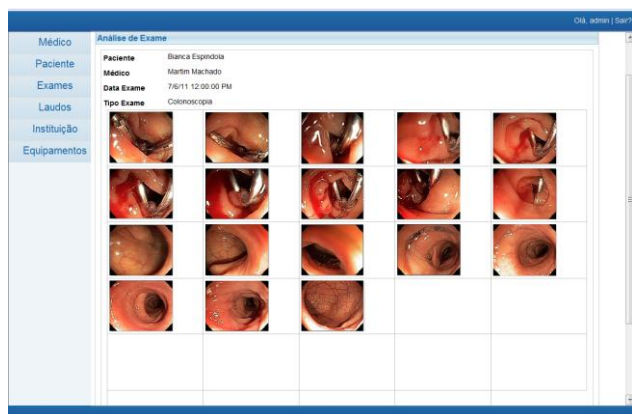 Olá, admin | Sair?
Médico
Paciente
Exames
Laudos
Instituição
Equipamentos
Análise de Exame
Paciente Bianca Espindola
Médico Martim Machado
Data Exame 7/6/11 12:00:00 PM
Tipo Exame Colonoscopia